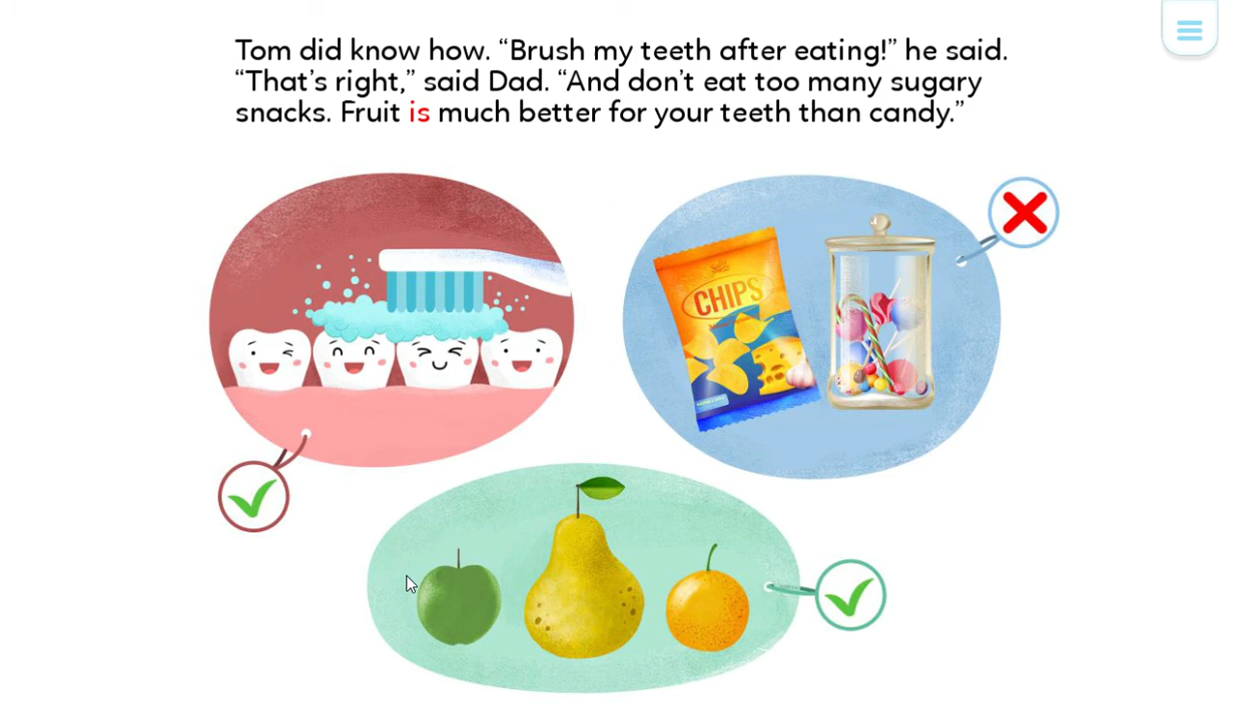 Tom did know how. “Brush my teeth after eating!” he said.
“That’s right,” said Dad. “And don’t eat too many sugary
snacks. Fruit is much better for your teeth than candy.”
CHIPS